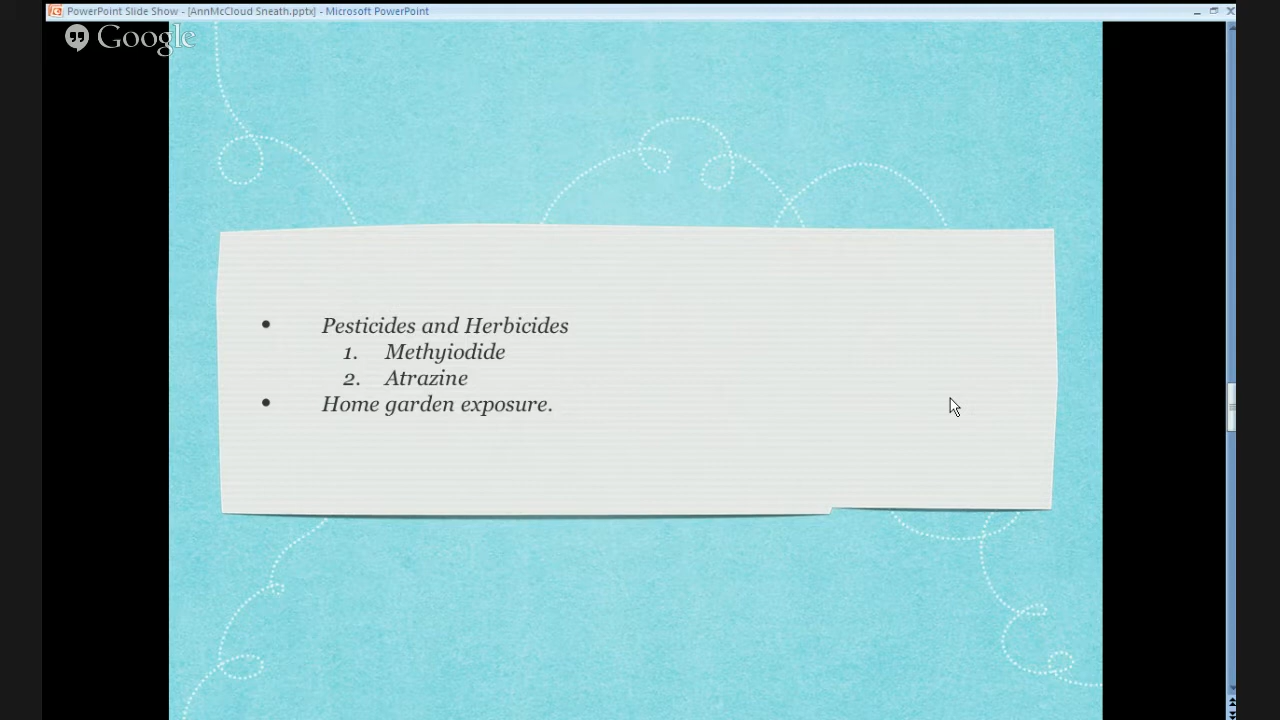 PowerPoint Slide Show - [AnnMcCloud Sneath.pptx] - Microsoft PowerPoint
Google
• Pesticides and Herbicides
1. Methyiodide
2. Atrazine
• Home garden exposure.